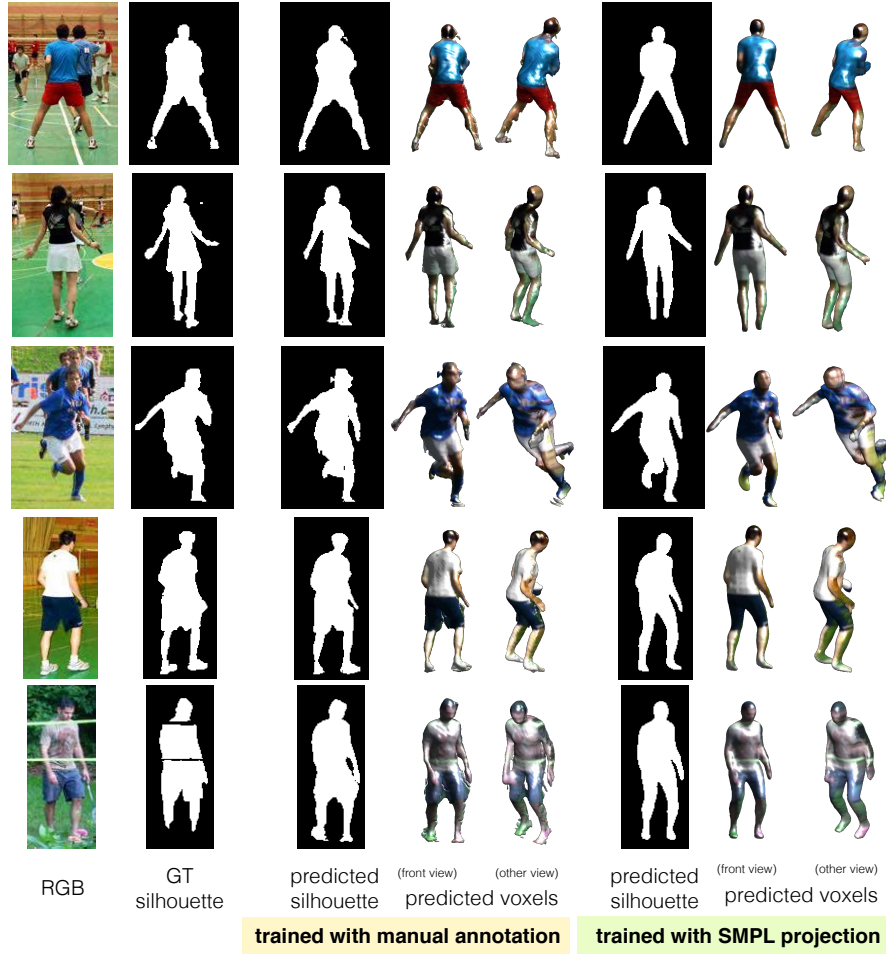 RGB
GT
silhouette
predicted
silhouette
(front view)
(other view)
predicted voxels
predicted
silhouette
(front view)
(other view)
predicted voxels
trained with manual annotation
trained with SMPL projection